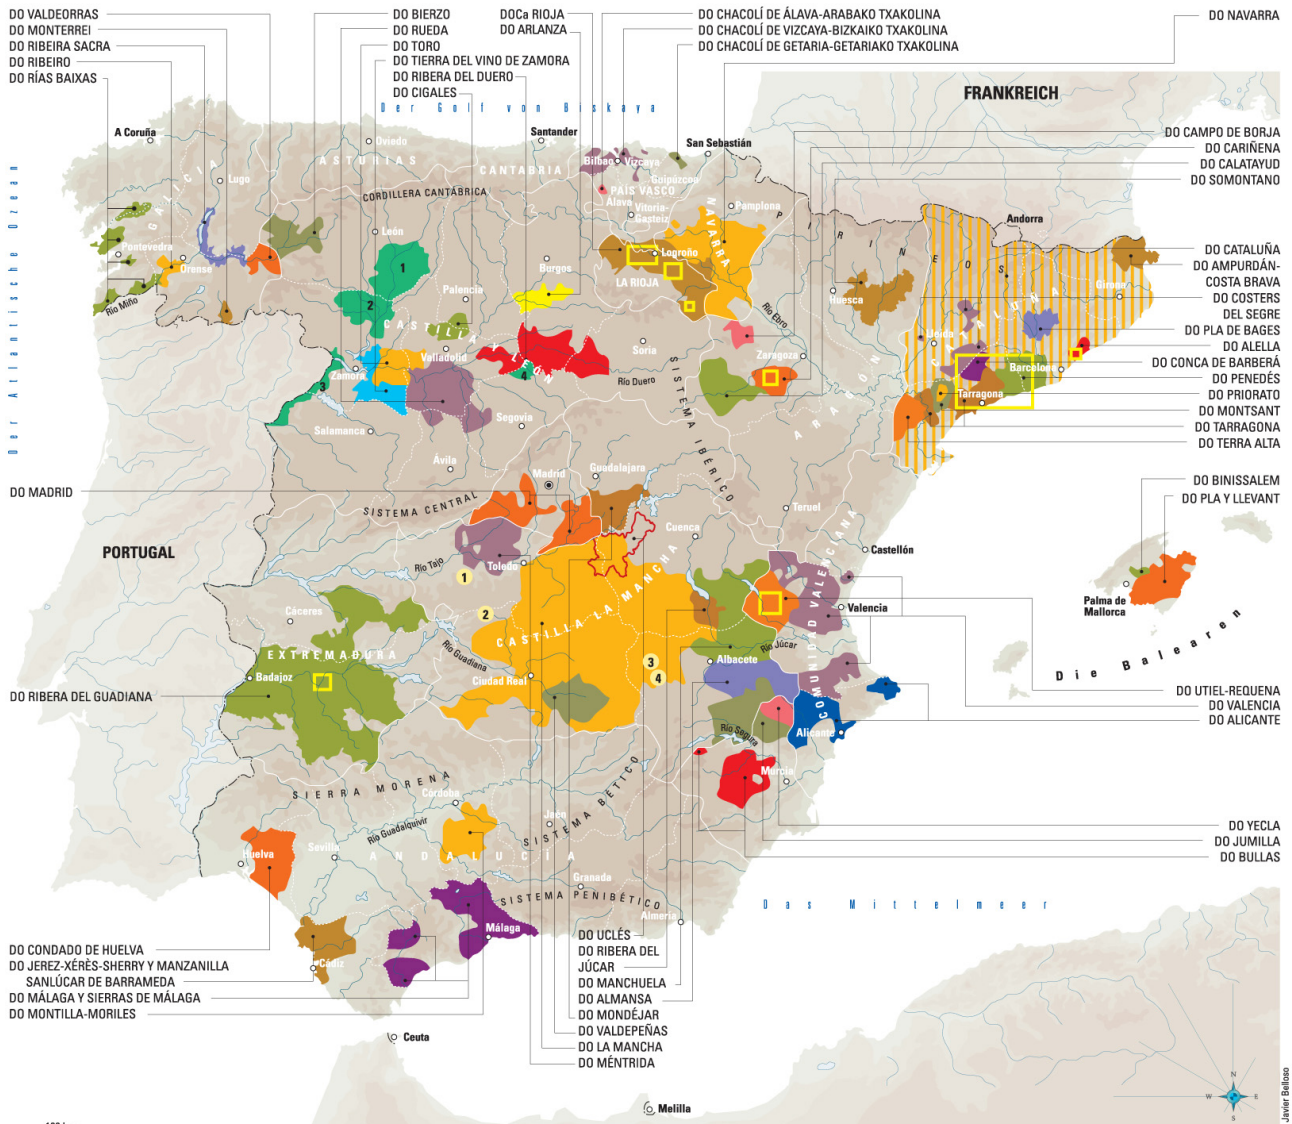 DO VALDEORRAS
DO MONTERREI
DO RIBEIRA SACRA
DO RIBEIRO
DO RÍAS BAIXAS
DO BIERZO
DO RUEDA
DO TORO
DO TIERRA DEL VINO DE ZAMORA
DO RIBERA DEL DUERO
DO CIGALES
DOCa RIOJA
DO ARLANZA
DO CHACOLÍ DE ÁLAVA-ARABAKO TXAKOLINA
DO CHACOLÍ DE VIZCAYA-BIZKAIKO TXAKOLINA
DO CHACOLÍ DE GETARIA-GETARIAKO TXAKOLINA
DO NAVARRA
Der Golf von Biskaya
FRANKREICH
Der Atlantische Ozean
A Coruña
Oviedo
Santander
San Sebastián
ASTURIAS
CANTABRIA
Bilbao
Vizcaya
Guipúzcoa
PAÍS VASCO
Álava
Vitoria-
Gasteiz
GALICIA
Lugo
CORDILLERA CANTÁBRICA
León
Pamplona
NAVARRA
PIRINEOS
Andorra
DO CAMPO DE BORJA
DO CARIÑENA
DO CALATAYUD
DO SOMONTANO
Pontevedra
Orense
Río Miño
1
2
3
4
Burgos
Palencia
Logroño
LA RIOJA
Huesca
Girona
CATALUÑA
DO CATALUÑA
DO AMPURDÁN-
COSTA BRAVA
DO COSTERS
DEL SEGRE
DO PLA DE BAGES
DO ALELLA
DO CONCA DE BARBERÁ
DO PENEDÉS
DO PRIORATO
DO MONTSANT
DO TARRAGONA
DO TERRA ALTA
CASTILLA Y LEÓN
Valladolid
Zamora
Soria
Río Duero
Río Ebro
Zaragoza
Lleida
Barcelona
Tarragona
ARAGÓN
SISTEMA IBÉRICO
Salamanca
Segovia
Ávila
Madrid
Guadalajara
SISTEMA CENTRAL
DO MADRID
Teruel
Cuenca
Castellón
DO BINISSALEM
DO PLA Y LLEVANT
Palma de
Mallorca
Die Balearen
PORTUGAL
Río Tajo
Toledo
1
2
3
4
CASTILLA LA MANCHA
COMUNIDAD VALENCIANA
Valencia
Cáceres
EXTREMADURA
Badajoz
Río Guadiana
Ciudad Real
Albacete
Río Júcar
DO RIBERA DEL GUADIANA
DO UTIEL-REQUENA
DO VALENCIA
DO ALICANTE
Alicante
Río Segura
Murcia
SIERRA MORENA
Córdoba
Río Guadalquivir
Jaén
SISTEMA BÉTICO
DO YECLA
DO JUMILLA
DO BULLAS
Huelva
Sevilla
ANDALUCÍA
Granada
SISTEMA PENIBÉTICO
Almería
Das Mittelmeer
Málaga
Cádiz
DO CONDADO DE HUELVA
DO JEREZ-XÉRÈS-SHERRY Y MANZANILLA
SANLÚCAR DE BARRAMEDA
DO MÁLAGA Y SIERRAS DE MÁLAGA
DO MONTILLA-MORILES
DO UCLÉS
DO RIBERA DEL
JÚCAR
DO MANCHUELA
DO ALMANSA
DO MONDÉJAR
DO VALDEPEÑAS
DO LA MANCHA
DO MÉNTRIDA
Ceuta
Melilla
N
W
E
S
Javier Belloso